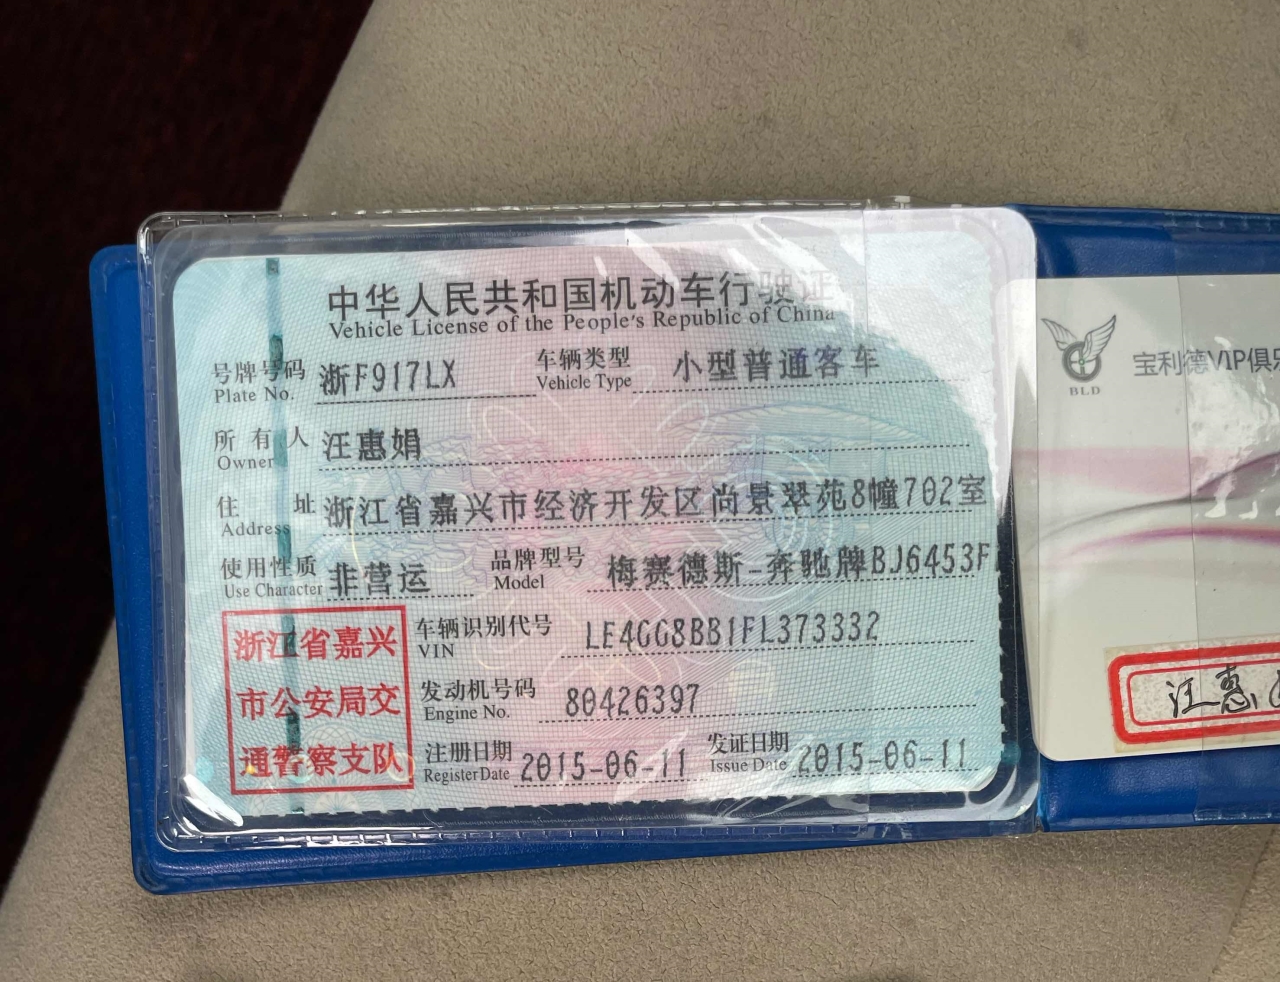 中华人民共和国机动车行驶证
Vehicle License of the People's Republic of China
号牌号码 浙F917LX 车辆类型 小型普通客车
Plate No. Vehicle Type
所有人 汪惠娟
Owner
住址 浙江省嘉兴市经济开发区尚景翠苑8幢702室
Address
使用性质 非营运 品牌型号 梅赛德斯-奔驰牌BJ6453F
Use Character Model
浙江省嘉兴
市公安局交
通警察支队
车辆识别代号 LE4GG8BB1FL373332
VIN
发动机号码 80426397
Engine No.
注册日期 2015-06-11 发证日期 2015-06-11
Register Date Issue Date
BLD
宝利德VIP俱
汪惠